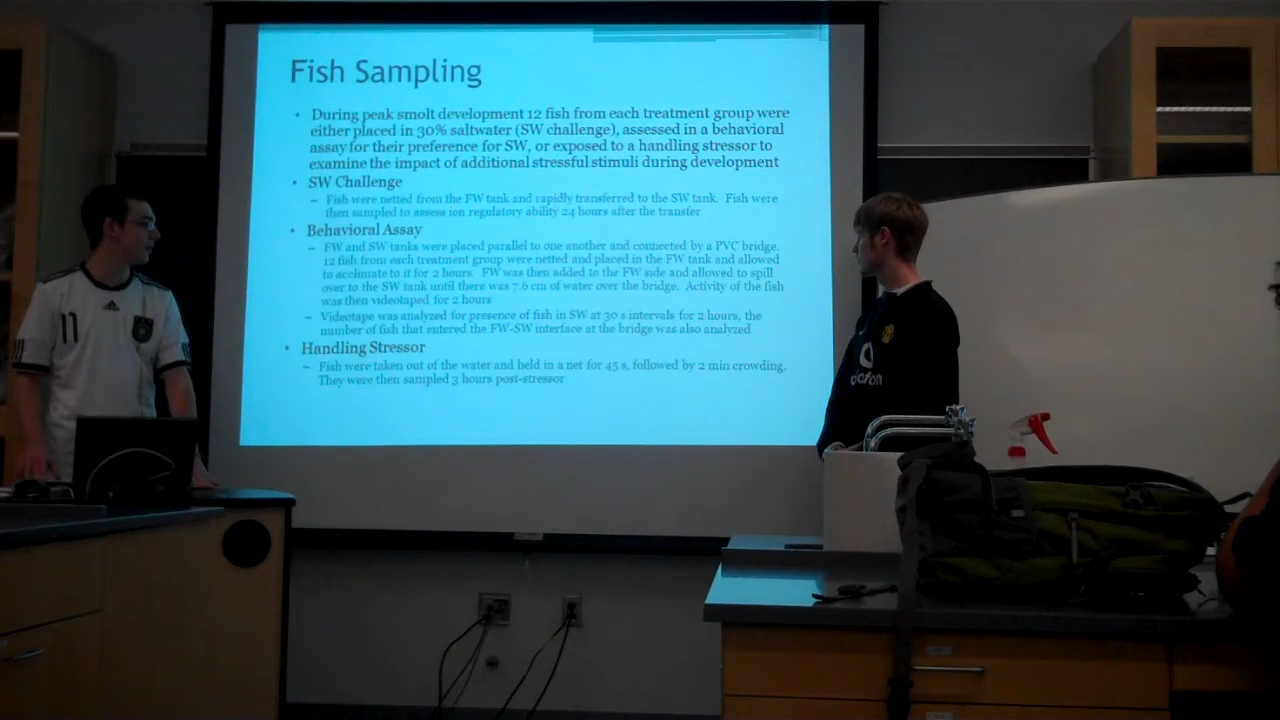 Fish Sampling
• During peak smolt development 12 fish from each treatment group were
either placed in 30% saltwater (SW challenge), assessed in a behavioral
assay for their preference for SW, or exposed to a handling stressor to
examine the impact of additional stressful stimuli during development
• SW Challenge
– Fish were netted from the FW tank and rapidly transferred to the SW tank. Fish were
then sampled to assess ion regulatory ability 24 hours after the transfer
• Behavioral Assay
– FW and SW tanks were placed parallel to one another and connected by a PVC bridge.
12 fish from each treatment group were netted and placed in the FW tank and allowed
to acclimate to it for 2 hours. FW was then added to the FW side and allowed to spill
over to the SW tank until there was 7.6 cm of water over the bridge. Activity of the fish
was then videotaped for 2 hours
– Videotape was analyzed for presence of fish in SW at 30 s intervals for 2 hours, the
number of fish that entered the FW-SW interface at the bridge was also analyzed
• Handling Stressor
– Fish were taken out of the water and held in a net for 45 s, followed by 2 min crowding.
They were then sampled 3 hours post-stressor
11